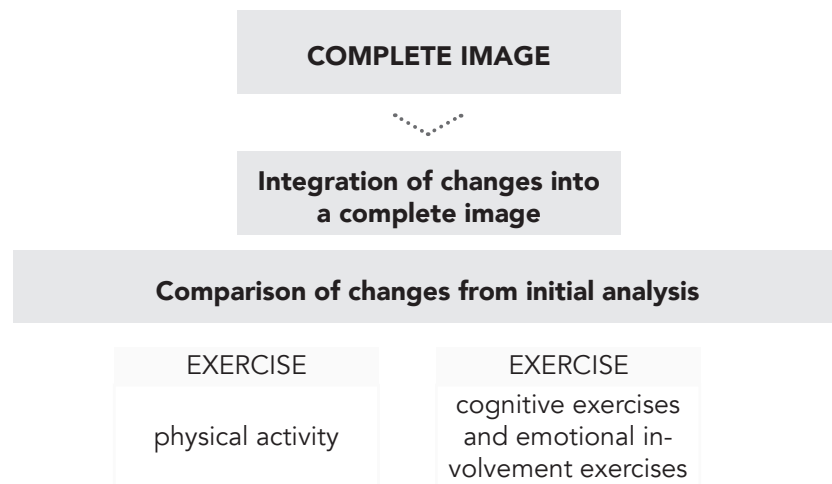 COMPLETE IMAGE
Integration of changes into
a complete image
Comparison of changes from initial analysis
EXERCISE
physical activity
EXERCISE
cognitive exercises
and emotional in-
volvement exercises